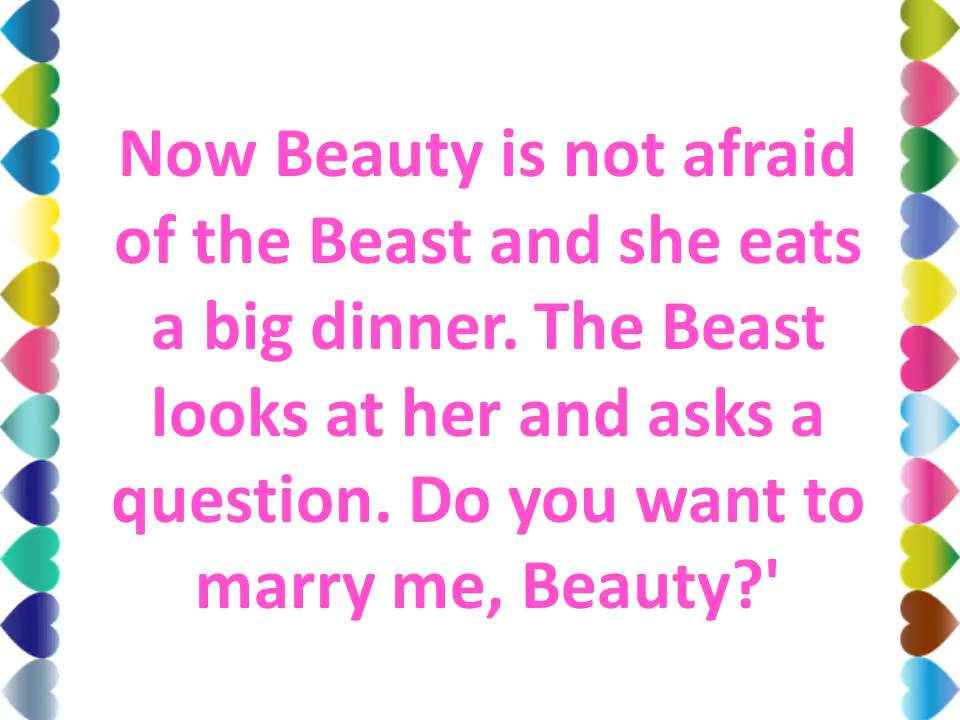 Now Beauty is not afraid
of the Beast and she eats
a big dinner. The Beast
looks at her and asks a
question. Do you want to
marry me, Beauty?'